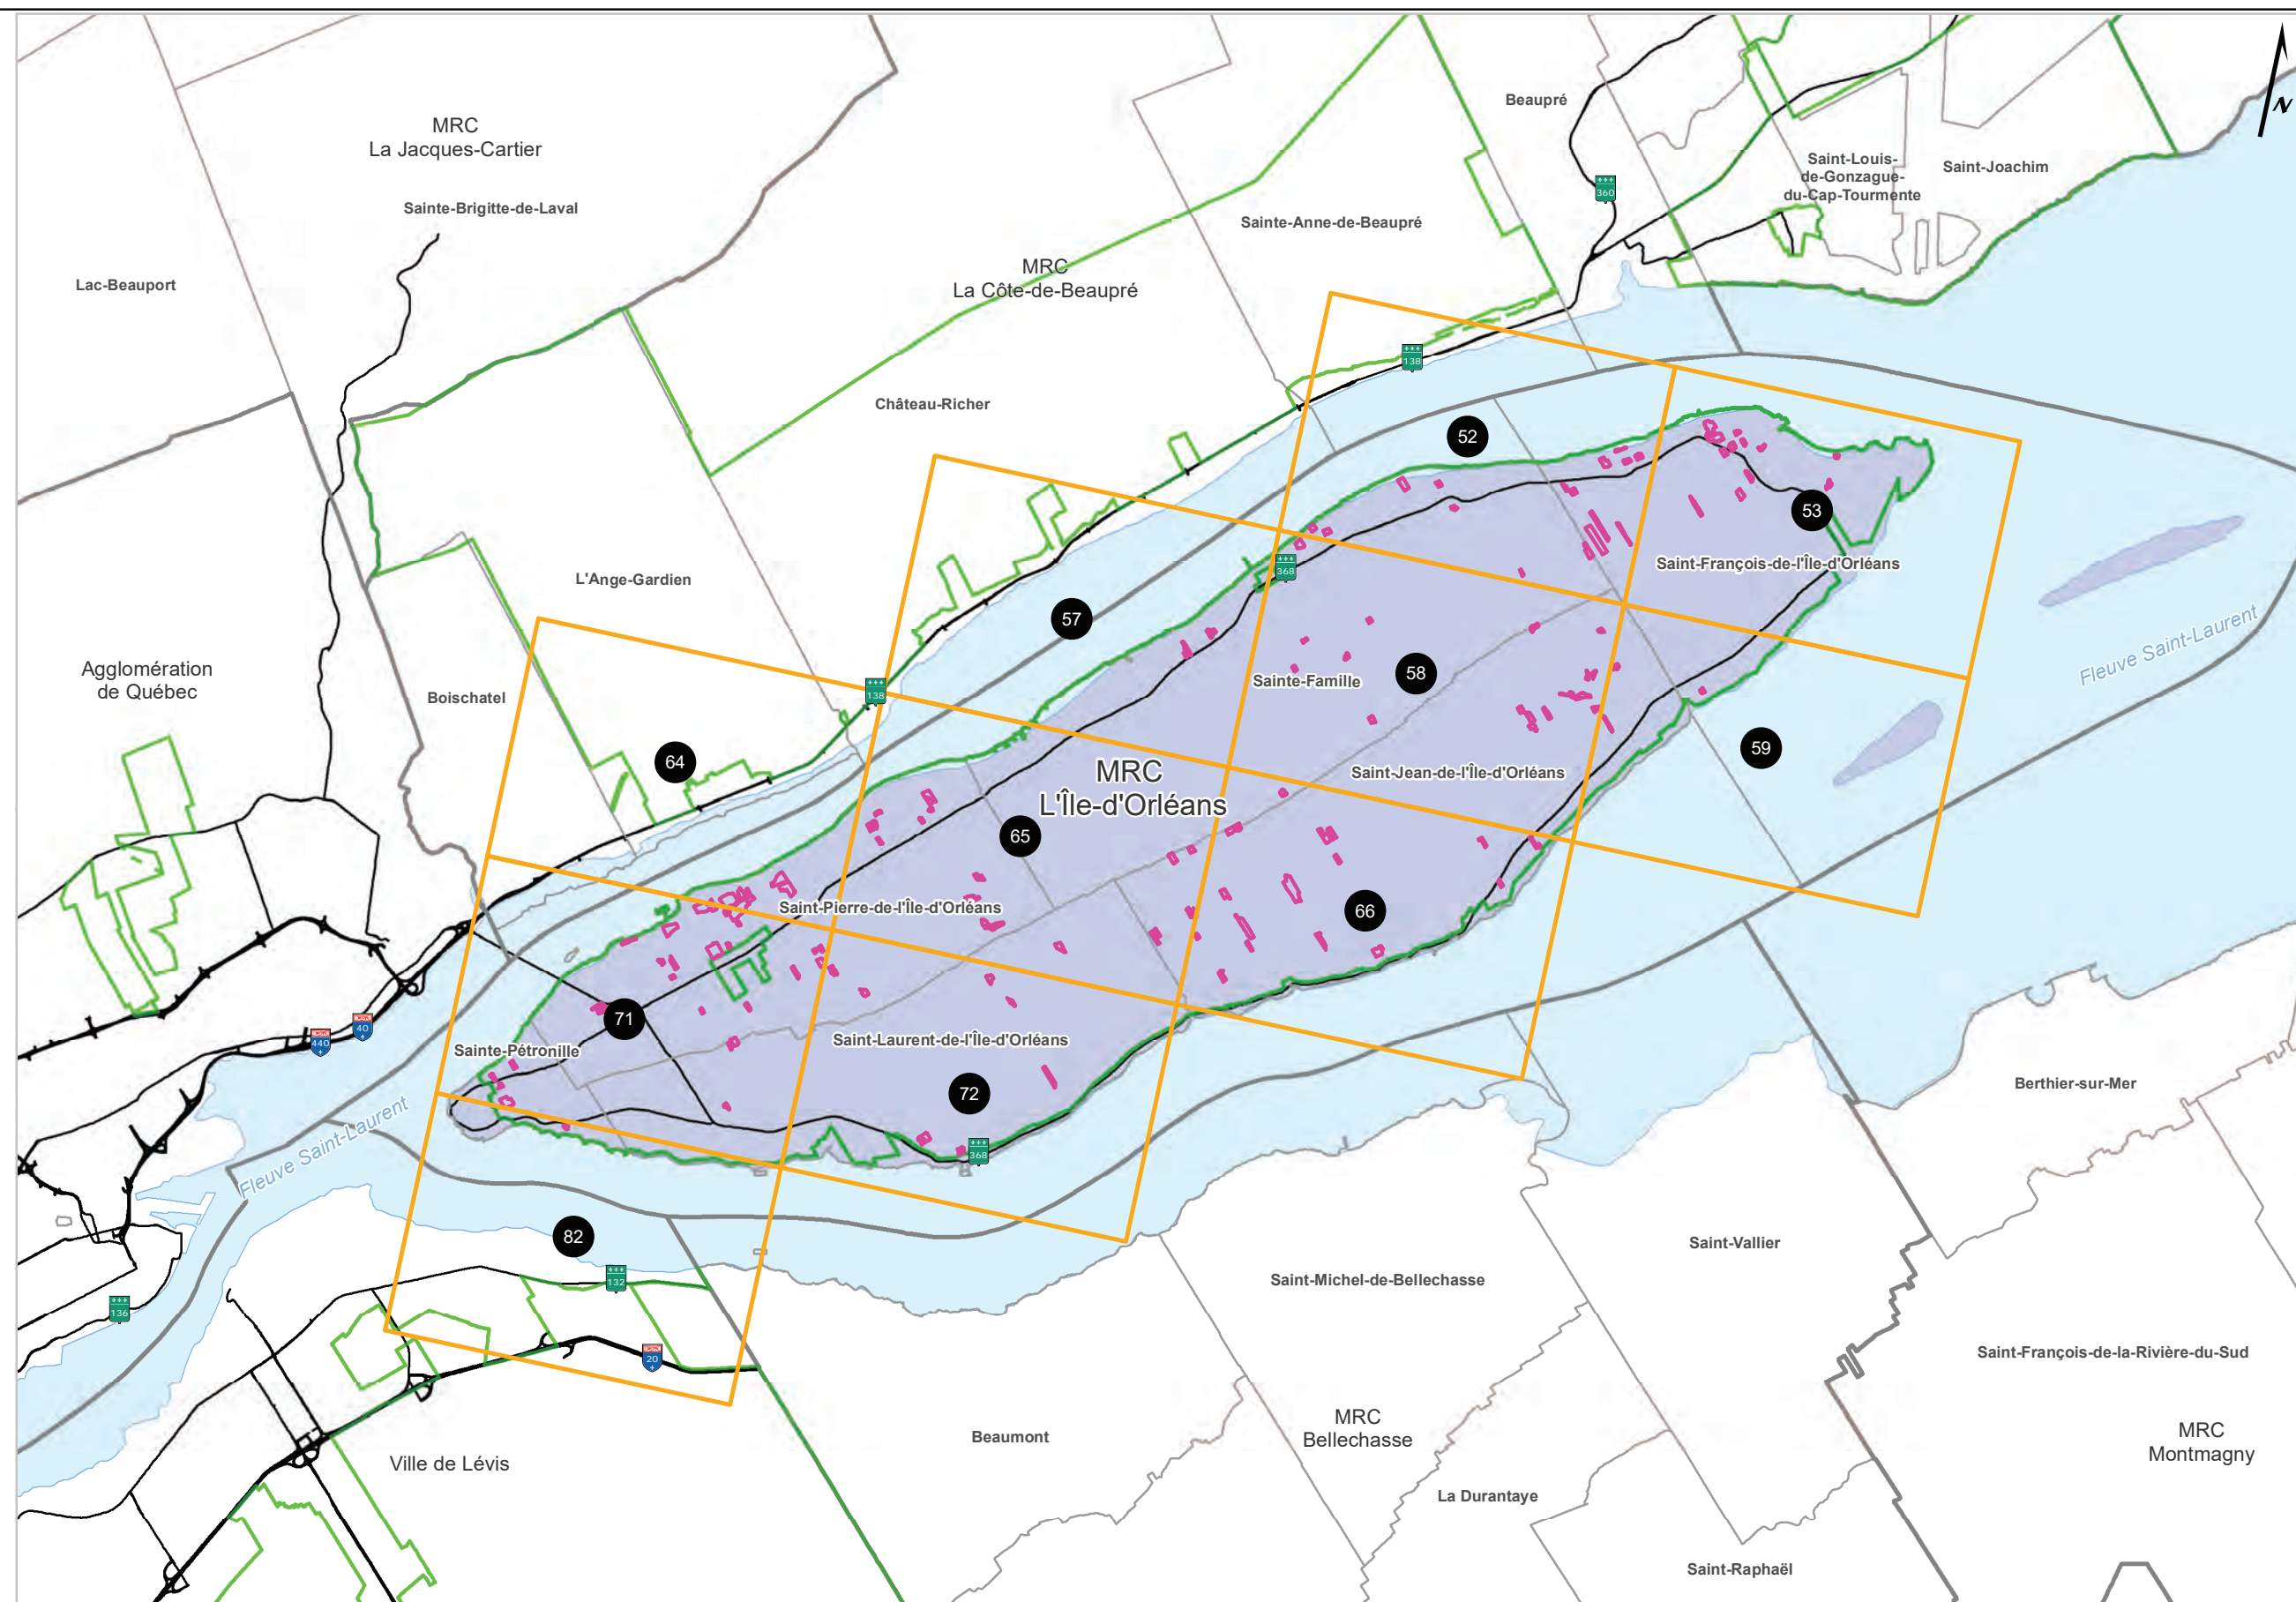 Beaupré
N
MRC
La Jacques-Cartier
Saint-Louis-
de-Gonzague-
du-Cap-Tourmente
Saint-Joachim
360
Sainte-Brigitte-de-Laval
Sainte-Anne-de-Beaupré
Lac-Beauport
MRC
La Côte-de-Beaupré
138
Château-Richer
52
53
368
Saint-François-de-l'Île-d'Orléans
L'Ange-Gardien
57
Fleuve Saint-Laurent
Agglomération
de Québec
Boischatel
138
Sainte-Famille
58
64
59
MRC
L'Île-d'Orléans
Saint-Jean-de-l'Île-d'Orléans
65
Saint-Pierre-de-l'Île-d'Orléans
66
71
440
40
Sainte-Pétronille
Saint-Laurent-de-l'Île-d'Orléans
72
Berthier-sur-Mer
Fleuve Saint-Laurent
368
82
132
136
Saint-Michel-de-Bellechasse
Saint-Vallier
20
Saint-François-de-la-Rivière-du-Sud
Beaumont
MRC
Bellechasse
MRC
Montmagny
Ville de Lévis
La Durantaye
Saint-Raphaël